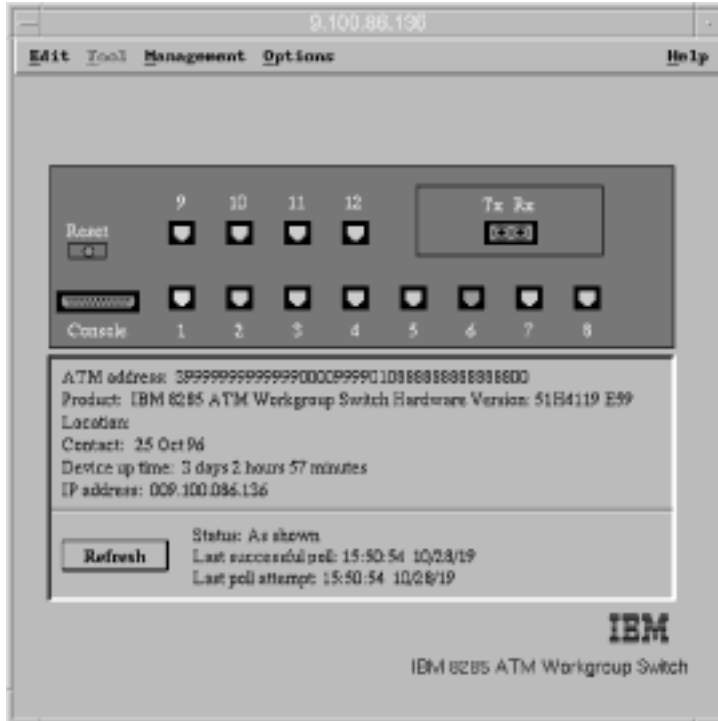 9.100.86.136
Edit Tool Management Options Help
9 10 11 12 Tx Rx
Reset
Console 1 2 3 4 5 6 7 8
ATM address:
Product: IBM 8285 ATM Workgroup Switch Hardware Version: 51H4119 E59
Location:
Contact: 25 Oct 96
Device up time: 3 days 2 hours 57 minutes
IP address: 009.100.086.136
Status: As shown
Refresh Last successful poll: 15:50:54 10/28/19
Last poll attempt: 15:50:54 10/28/19
IBM
IBM 8285 ATM Workgroup Switch